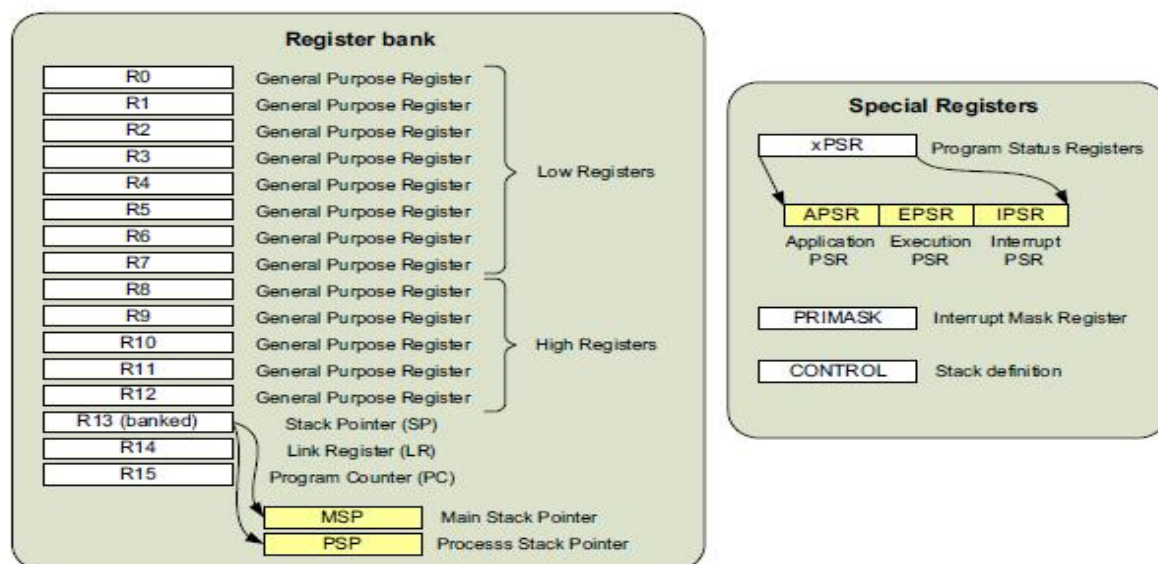 Register bank
R0 General Purpose Register
R1 General Purpose Register
R2 General Purpose Register
R3 General Purpose Register
R4 General Purpose Register
R5 General Purpose Register
R6 General Purpose Register
R7 General Purpose Register
Low Registers
R8 General Purpose Register
R9 General Purpose Register
R10 General Purpose Register
R11 General Purpose Register
R12 General Purpose Register
High Registers
R13 (banked) Stack Pointer (SP)
R14 Link Register (LR)
R15 Program Counter (PC)
MSP Main Stack Pointer
PSP Processs Stack Pointer
Special Registers
xPSR Program Status Registers
APSR EPSR IPSR
Application Execution Interrupt
PSR PSR PSR
PRIMASK Interrupt Mask Register
CONTROL Stack definition